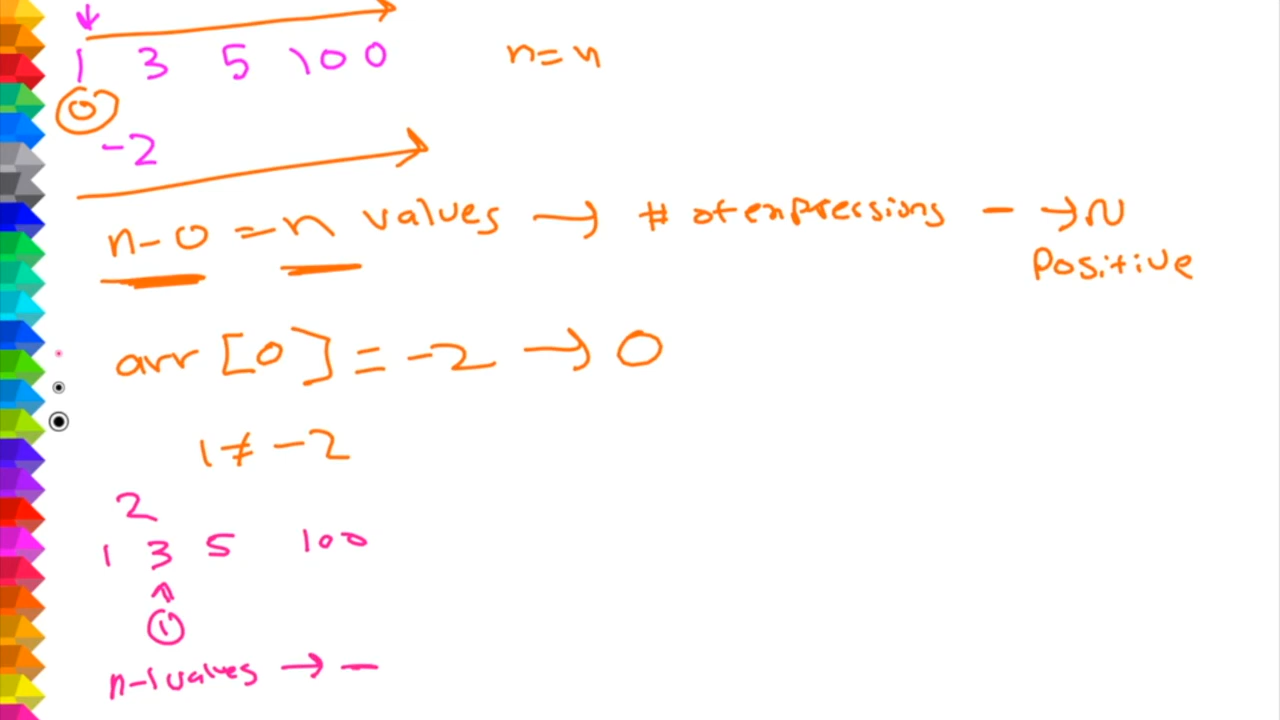 1 3 5 100 n=n
0
-2
n-0=n values → # of expressions - → N
Positive
arr [0] = -2 → 0
1 ≠ -2
2
1 3 5 100
1
n-1 values → -